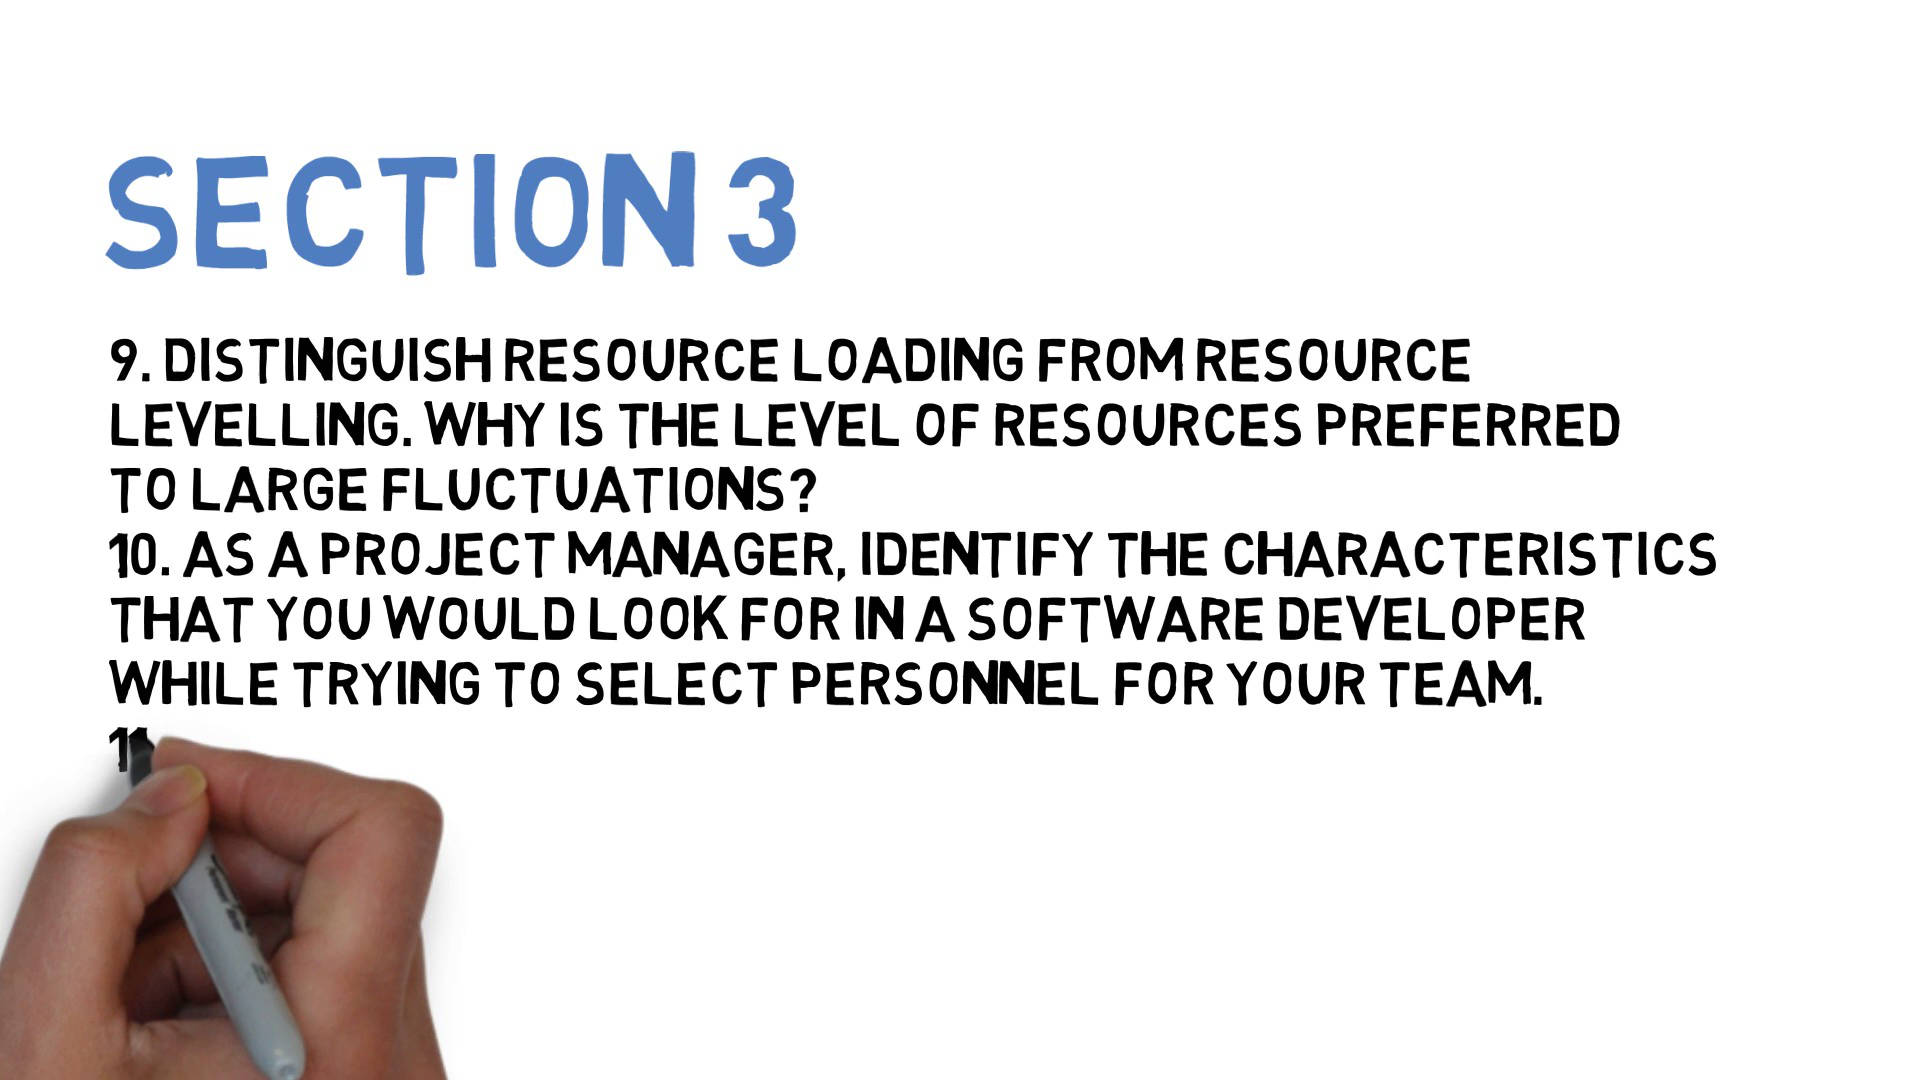 SECTION 3
9. DISTINGUISH RESOURCE LOADING FROM RESOURCE
LEVELLING. WHY IS THE LEVEL OF RESOURCES PREFERRED
TO LARGE FLUCTUATIONS?
10. AS A PROJECT MANAGER, IDENTIFY THE CHARACTERISTICS
THAT YOU WOULD LOOK FOR IN A SOFTWARE DEVELOPER
WHILE TRYING TO SELECT PERSONNEL FOR YOUR TEAM.
11